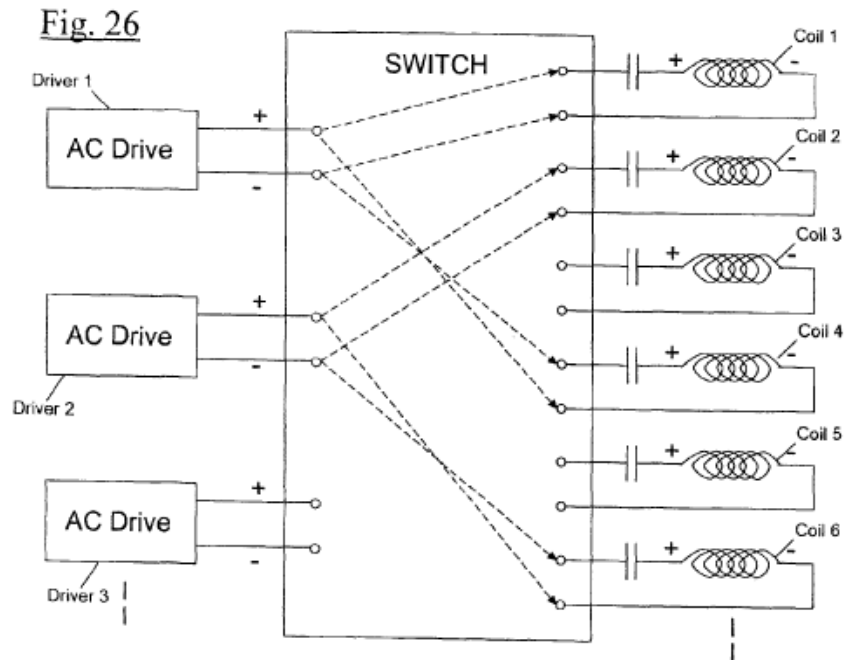 Fig. 26
SWITCH
Driver 1
AC Drive
+
-
Driver 2
AC Drive
+
-
Driver 3
AC Drive
+
-
Coil 1
+
-
Coil 2
+
-
Coil 3
+
-
Coil 4
+
-
Coil 5
+
-
Coil 6
+
-